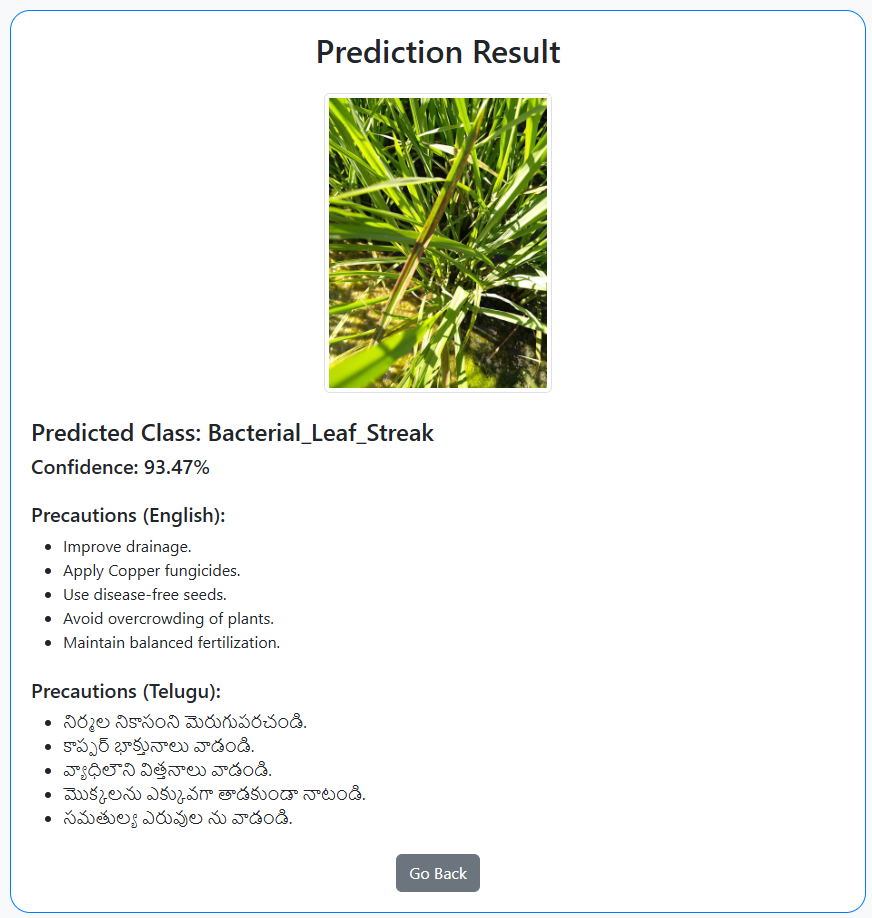 Prediction Result
Predicted Class: Bacterial_Leaf_Streak
Confidence: 93.47%
Precautions (English):
Improve drainage.
Apply Copper fungicides.
Use disease-free seeds.
Avoid overcrowding of plants.
Maintain balanced fertilization.
Precautions (Telugu):
నిర్మల నికాసంని మెరుగుపరచండి.
కాప్పర్ భాక్తునాలు వాడండి.
వ్యాధిలౌని విత్తనాలు వాడండి.
మొక్కలను ఎక్కువగా తాడకుండా నాటండి.
సమతుల్య ఎరువుల ను వాడండి.
Go Back